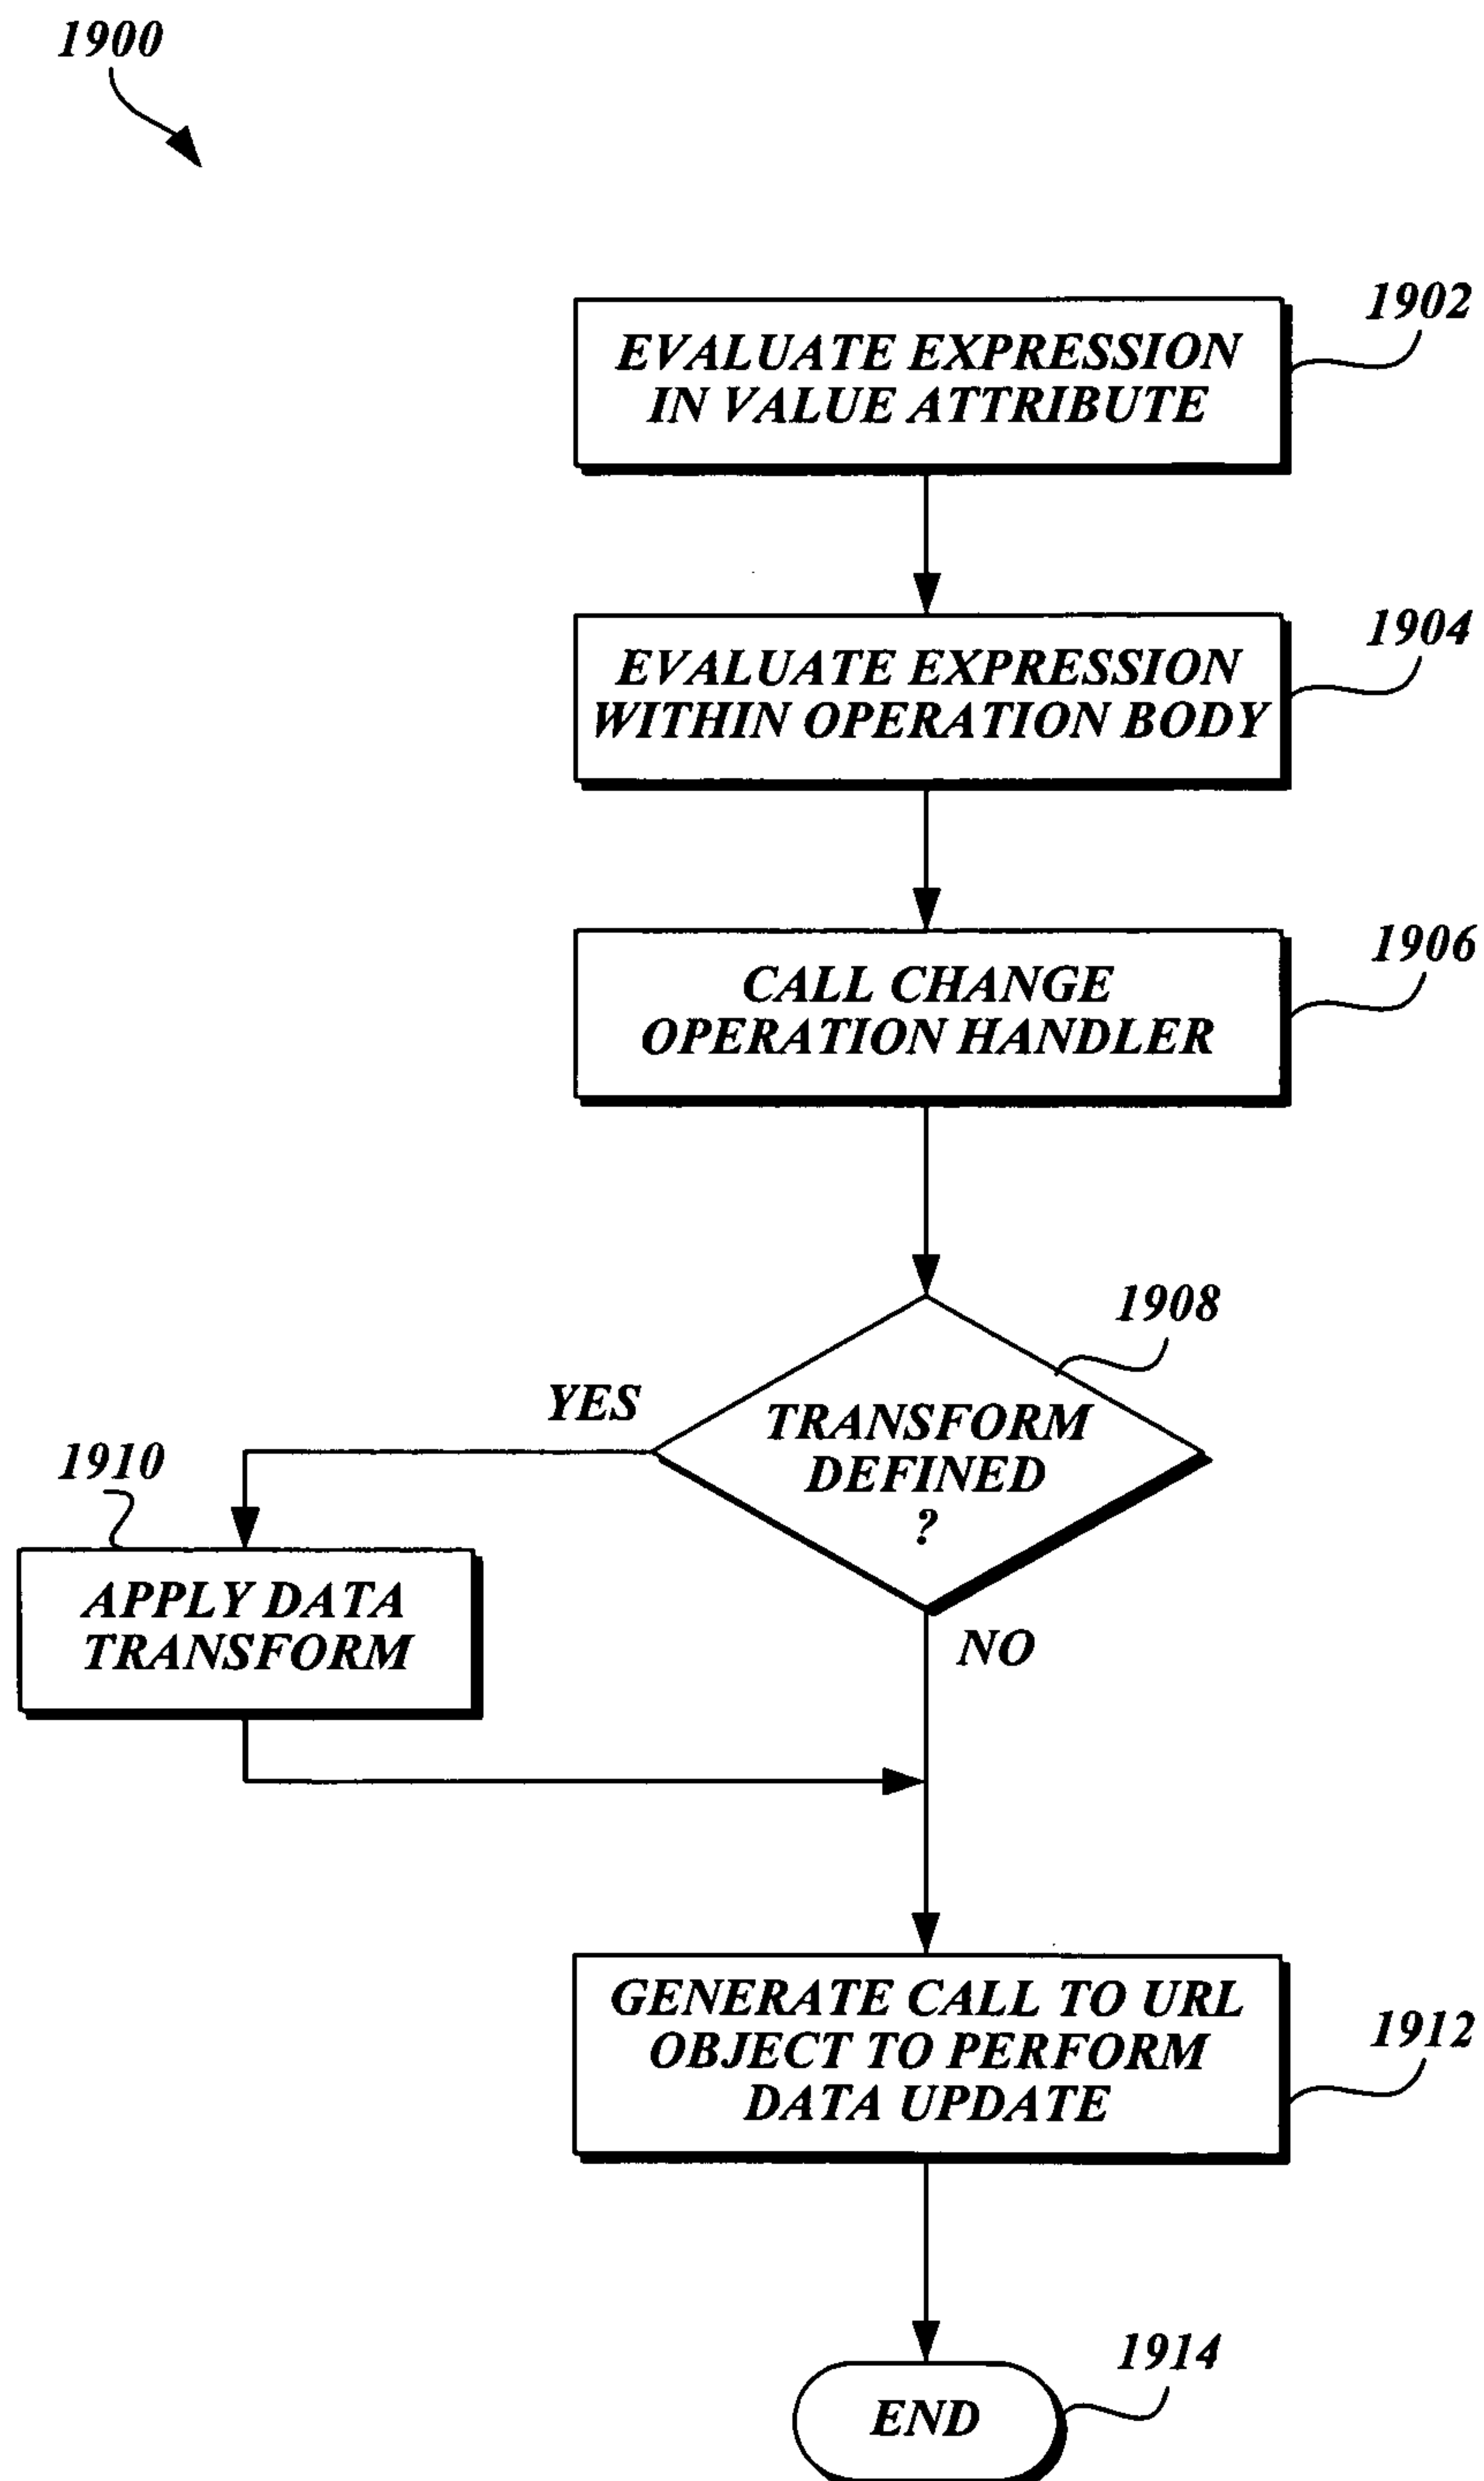 1900
1902
EVALUATE EXPRESSION
IN VALUE ATTRIBUTE
1904
EVALUATE EXPRESSION
WITHIN OPERATION BODY
1906
CALL CHANGE
OPERATION HANDLER
1908
TRANSFORM
DEFINED
?
YES
1910
APPLY DATA
TRANSFORM
NO
GENERATE CALL TO URL
OBJECT TO PERFORM
DATA UPDATE
1912
1914
END